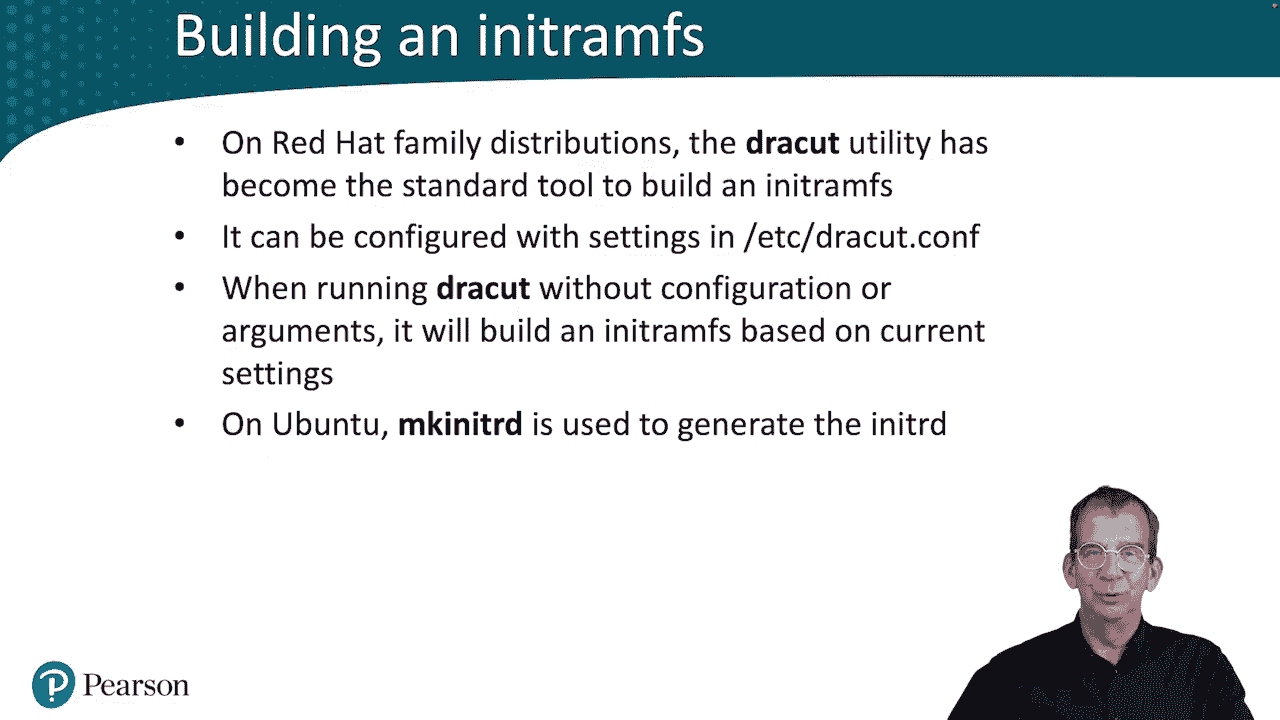 Building an initramfs
• On Red Hat family distributions, the dracut utility has
become the standard tool to build an initramfs
• It can be configured with settings in /etc/dracut.conf
• When running dracut without configuration or
arguments, it will build an initramfs based on current
settings
• On Ubuntu, mkinitrd is used to generate the initrd
Pearson